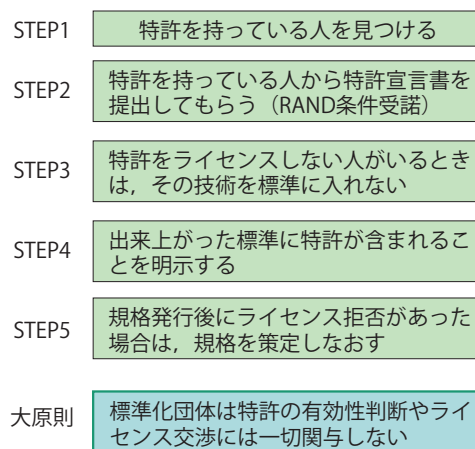 STEP1
特許を持っている人を見つける
STEP2
特許を持っている人から特許宣言書を
提出してもらう（RAND条件受諾）
STEP3
特許をライセンスしない人がいるとき
は，その技術を標準に入れない
STEP4
出来上がった標準に特許が含まれるこ
とを明示する
STEP5
規格発行後にライセンス拒否があった
場合は，規格を策定しなおす
大原則
標準化団体は特許の有効性判断やライ
センス交渉には一切関与しない